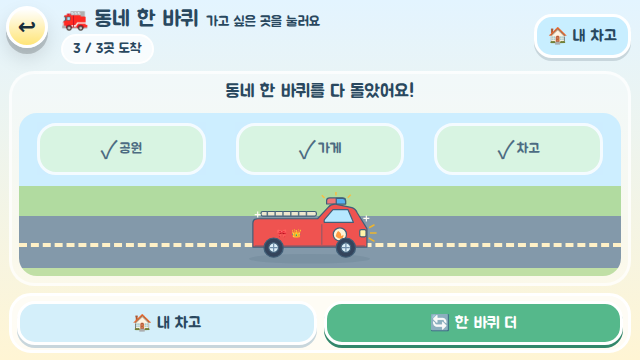 동네 한 바퀴 가고 싶은 곳을 눌러요
3 / 3곳 도착
내 차고
동네 한 바퀴를 다 돌았어요!
공원
가게
차고
내 차고
한 바퀴 더